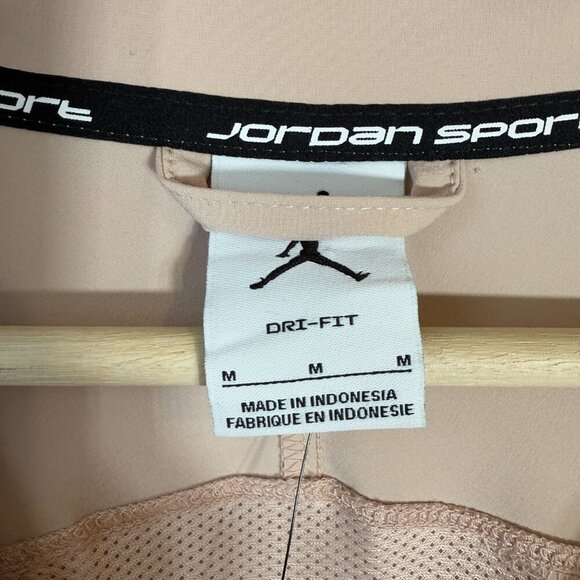 ort Jordan sport
DRI-FIT
M M M
MADE IN INDONESIA
FABRIQUE EN INDONESIE